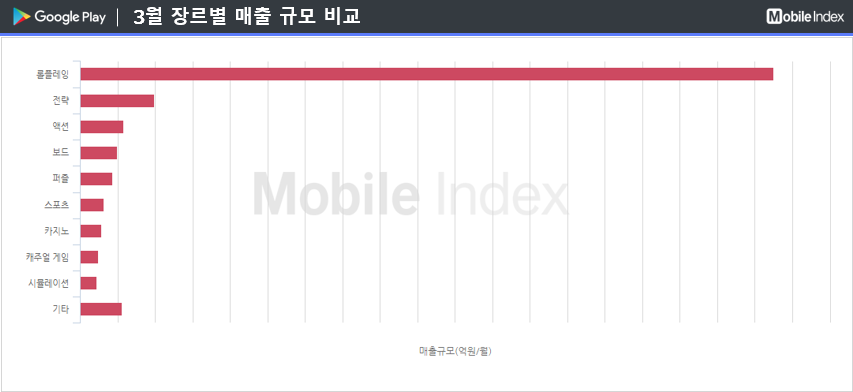 Google Play | 3월 장르별 매출 규모 비교
Mobile Index
롤플레잉
전략
액션
보드
퍼즐
스포츠
카지노
캐주얼 게임
시뮬레이션
기타
Mobile Index
매출규모(억원/월)